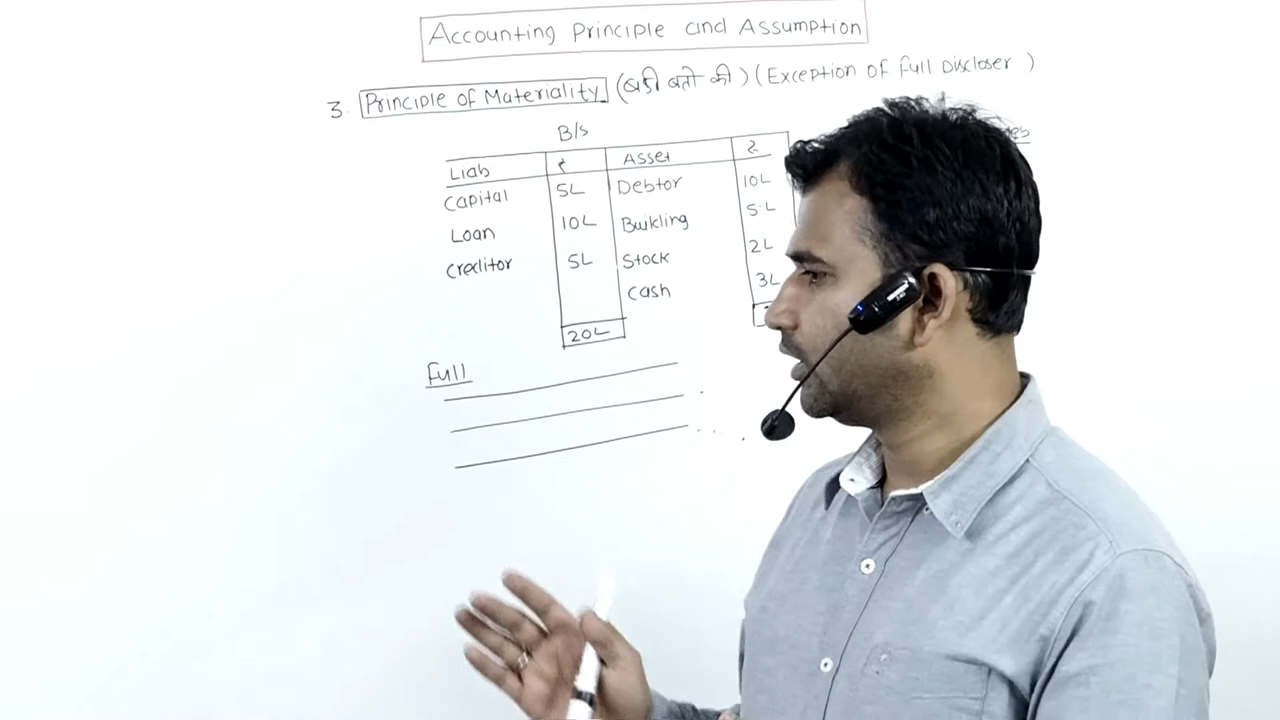 Accounting Principle and Assumption
3. Principle of Materiality (बड़ी बातो की) (Exception of Full Discloser)
B/s
Liab ₹ Asset ₹
Capital 5L Debtor 10L
Loan 10L Building 5L
Creditor 5L Stock 2L
Cash 3L
20L
Full